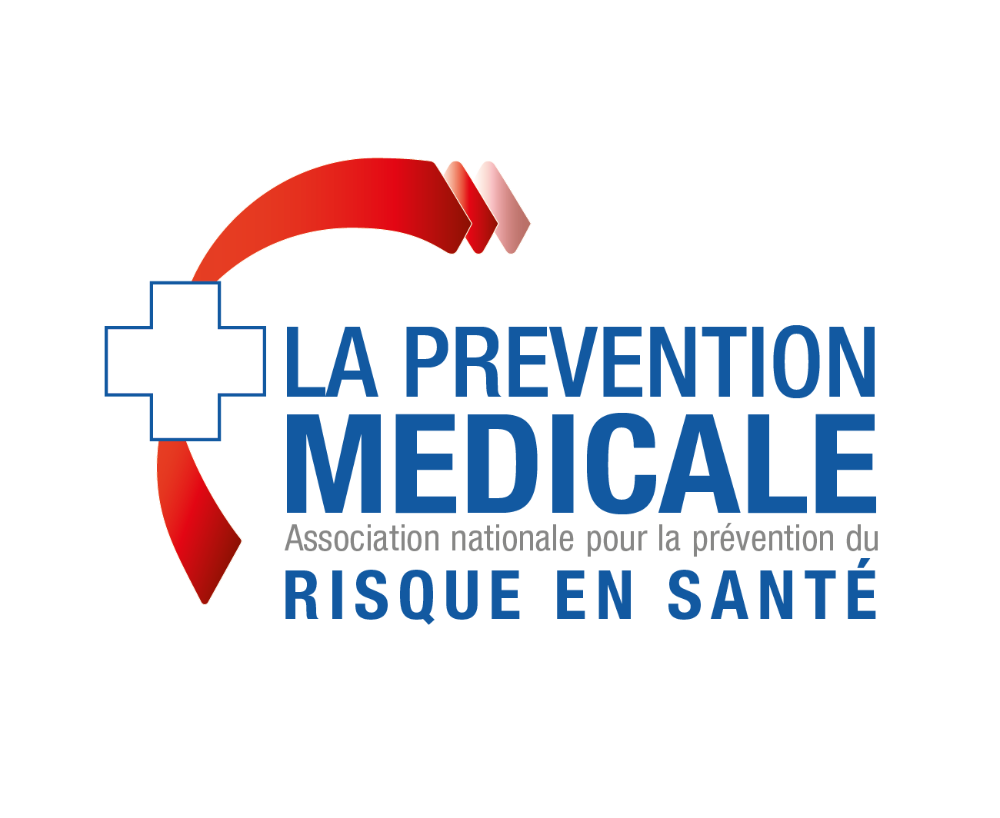 LA PREVENTION
MEDICALE
Association nationale pour la prévention du
RISQUE EN SANTÉ